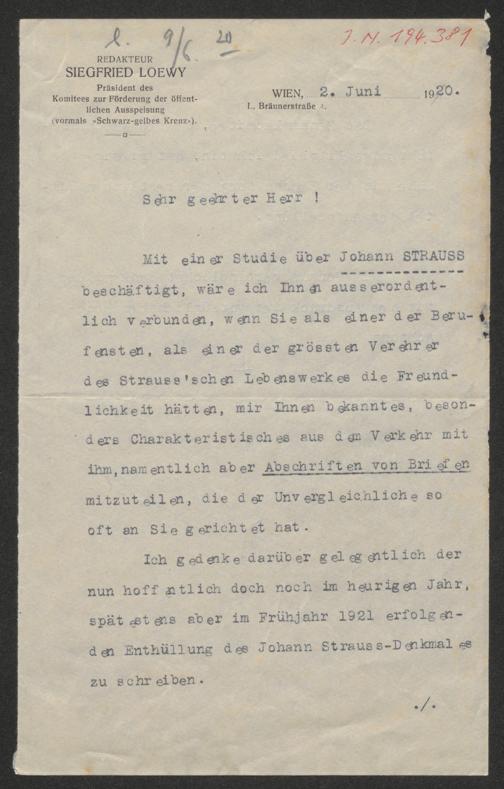 l. 9/6. 20
J.N. 194.381
REDAKTEUR
SIEGFRIED LOEWY
Präsident des
Komitees zur Förderung der öffent-
lichen Ausspeisung
(vormals »Schwarz-gelbes Kreuz«).
WIEN, 2. Juni 1920.
I., Bräunerstraße
Sehr geehrter Herr !
Mit einer Studie über Johann STRAUSS
beschäftigt, wäre ich Ihnen ausserordent-
lich verbunden, wenn Sie als einer der Beru-
fensten, als einer der grössten Verehrer
des Strauss'schen Lebenswerkes die Freund-
lichkeit hätten, mir Ihnen bekanntes, beson-
ders Charakteristisches aus dem Verkehr mit
ihm,namentlich aber Abschriften von Briefen
mitzuteilen, die der Unvergleichliche so
oft an Sie gerichtet hat.
Ich gedenke darüber gelegentlich der
nun hoffentlich doch noch im heurigen Jahr,
spätestens aber im Frühjahr 1921 erfolgen-
den Enthüllung des Johann Strauss-Denkmales
zu schreiben.
./.